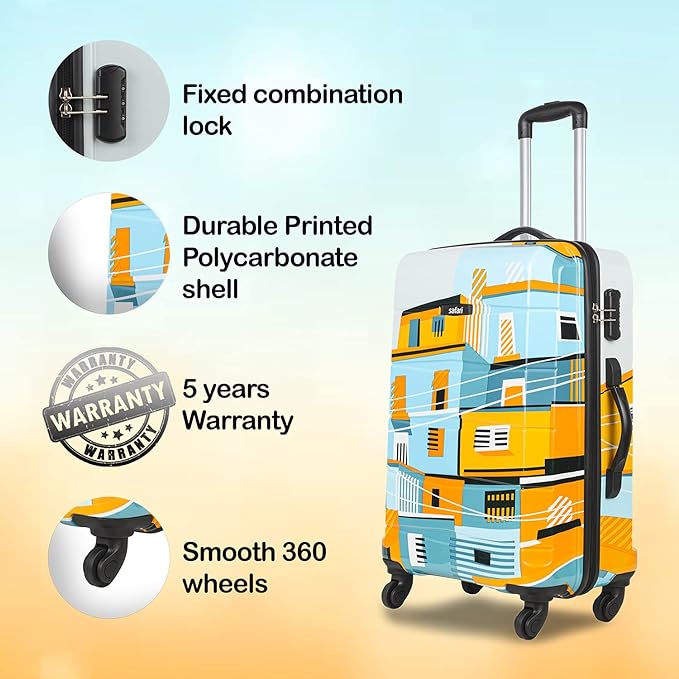 Fixed combination
lock
Durable Printed
Polycarbonate
shell
WARRANTY
WARRANTY
WARRANTY
5 years
Warranty
Smooth 360
wheels
safari